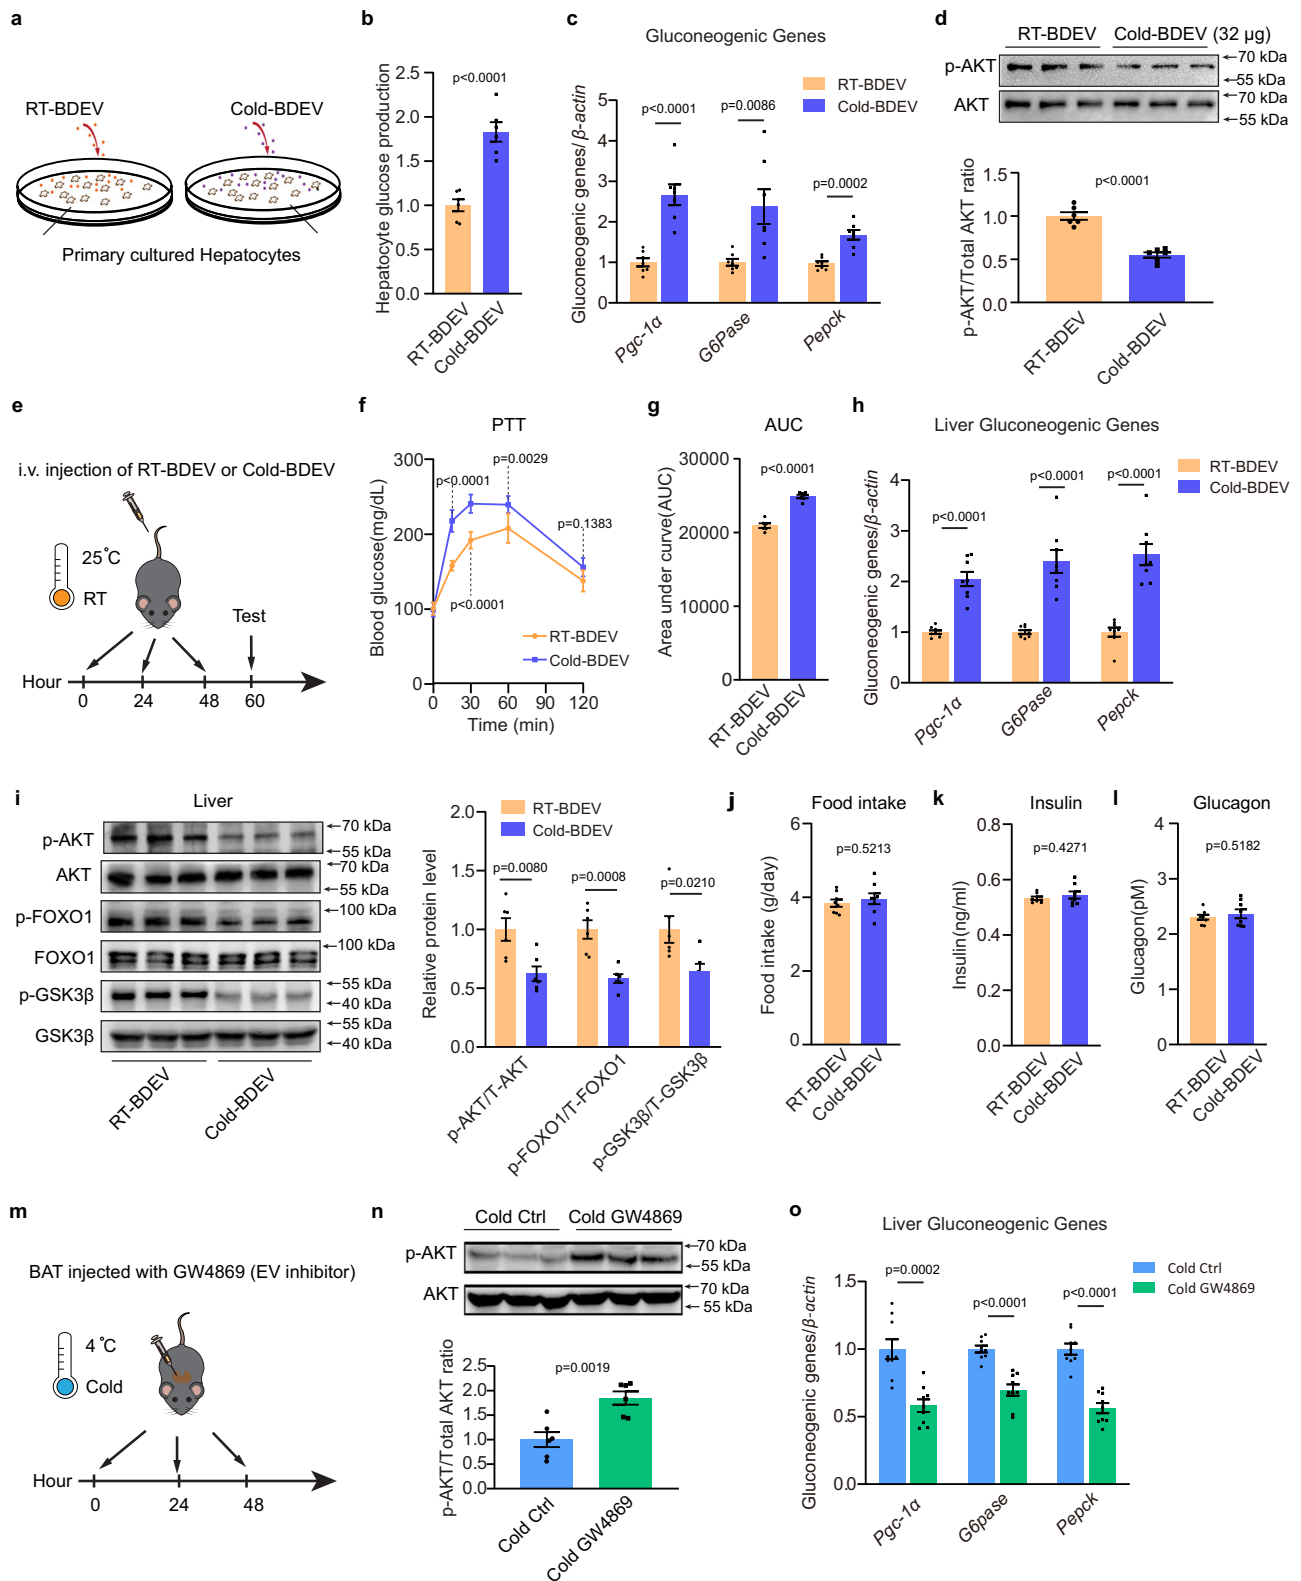 a
RT-BDEV
Cold-BDEV
Primary cultured Hepatocytes
b
p<0.0001
Hepatocyte glucose production
2.5
2.0
1.5
1.0
0.5
0.0
RT-BDEV
Cold-BDEV
c
Gluconeogenic Genes
RT-BDEV
Cold-BDEV
p<0.0001
p=0.0086
p=0.0002
Gluconeogenic genes/β-actin
5
4
3
2
1
0
Pgc-1α
G6Pase
Pepck
d
RT-BDEV
Cold-BDEV (32 μg)
p-AKT
←70 kDa
←55 kDa
AKT
←70 kDa
←55 kDa
p<0.0001
p-AKT/Total AKT ratio
1.5
1.0
0.5
0.0
RT-BDEV
Cold-BDEV
e
i.v. injection of RT-BDEV or Cold-BDEV
25°C
RT
Test
Hour
0
24
48
60
f
PTT
p<0.0001
p=0.0029
p=0.1383
p<0.0001
Blood glucose(mg/dL)
300
200
100
0
RT-BDEV
Cold-BDEV
0
30
60
90
120
Time (min)
g
AUC
p<0.0001
Area under curve(AUC)
30000
20000
10000
0
RT-BDEV
Cold-BDEV
h
Liver Gluconeogenic Genes
RT-BDEV
Cold-BDEV
p<0.0001
p<0.0001
p<0.0001
Gluconeogenic genes/β-actin
4
3
2
1
0
Pgc-1α
G6Pase
Pepck
i
Liver
p-AKT
←70 kDa
←55 kDa
AKT
←70 kDa
←55 kDa
p-FOXO1
←100 kDa
FOXO1
←100 kDa
p-GSK3β
←55 kDa
←40 kDa
GSK3β
←55 kDa
←40 kDa
RT-BDEV
Cold-BDEV
RT-BDEV
Cold-BDEV
p=0.0080
p=0.0008
p=0.0210
Relative protein level
1.0
1.5
1.0
0.5
0.0
p-AKT/T-AKT
p-FOXO1/T-FOXO1
p-GSK3β/T-GSK3β
j
Food intake
p=0.5213
Food intake (g/day)
6
4
2
0
RT-BDEV
Cold-BDEV
k
Insulin
p=0.4271
Insulin(ng/ml)
0.8
0.6
0.4
0.2
0.0
RT-BDEV
Cold-BDEV
l
Glucagon
p=0.5182
Glucagon(pM)
4
3
2
1
0
RT-BDEV
Cold-BDEV
m
BAT injected with GW4869 (EV inhibitor)
4 °C
Cold
Hour
0
24
48
n
Cold Ctrl
Cold GW4869
p-AKT
←70 kDa
←55 kDa
AKT
←70 kDa
←55 kDa
p=0.0019
p-AKT/Total AKT ratio
2.5
2.0
1.5
1.0
0.5
0.0
Cold Ctrl
Cold GW4869
o
Liver Gluconeogenic Genes
Cold Ctrl
Cold GW4869
p=0.0002
p<0.0001
p<0.0001
Gluconeogenic genes/β-actin
1.5
1.0
0.5
0.0
Pgc-1α
G6pase
Pepck